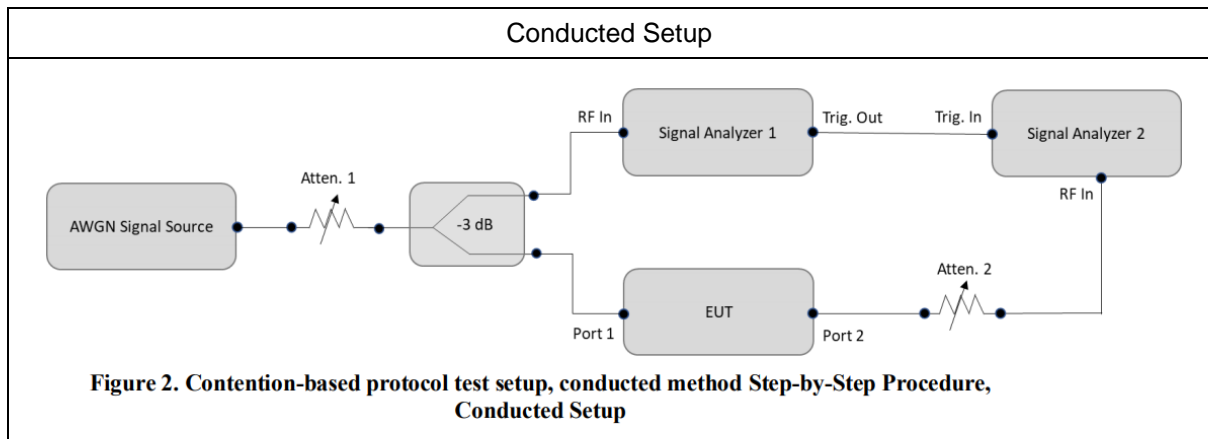 Conducted Setup
RF In
Signal Analyzer 1
Trig. Out
Trig. In
Signal Analyzer 2
RF In
Atten. 1
AWGN Signal Source
-3 dB
Atten. 2
EUT
Port 1
Port 2
Figure 2. Contention-based protocol test setup, conducted method Step-by-Step Procedure,
Conducted Setup